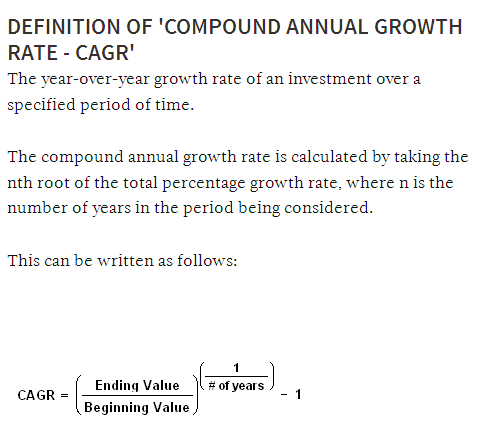 DEFINITION OF 'COMPOUND ANNUAL GROWTH
RATE - CAGR'
The year-over-year growth rate of an investment over a
specified period of time.
The compound annual growth rate is calculated by taking the
nth root of the total percentage growth rate, where n is the
number of years in the period being considered.
This can be written as follows:
CAGR = ( Ending Value / Beginning Value ) ^ ( 1 / # of years ) - 1